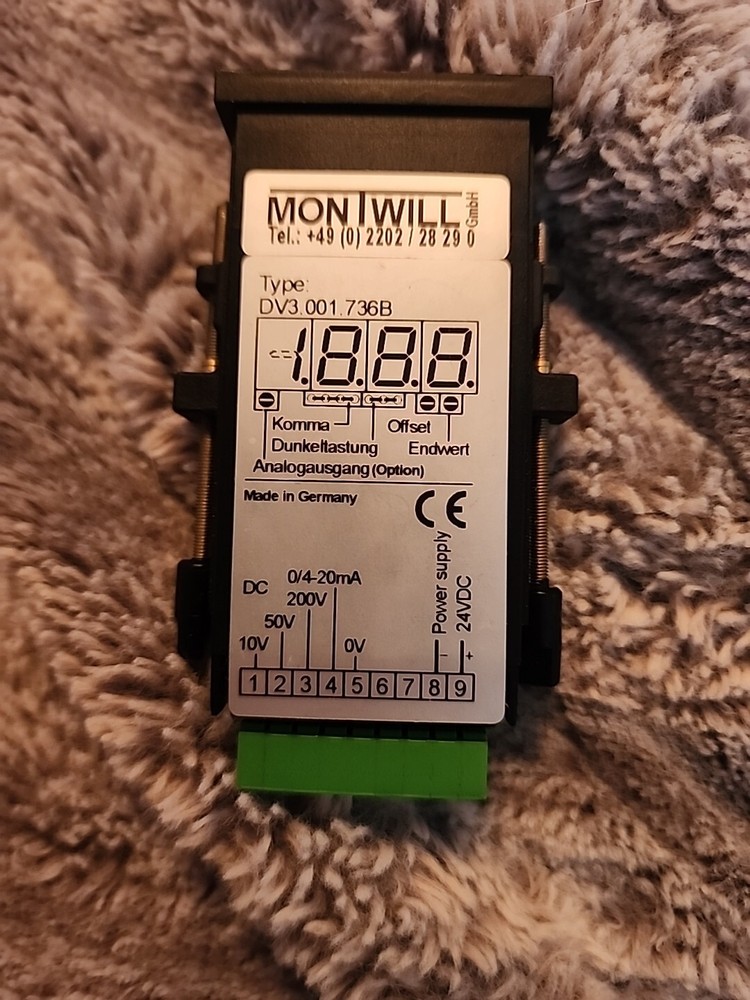 MONTWILL GmbH
Tel.: +49 (0) 2202 / 28 29 0
Type:
DV3.001.736B
-1.8.8.8.
Komma
Offset
Dunkeltastung
Endwert
Analogausgang (Option)
Made in Germany
CE
DC
0/4-20mA
200V
50V
10V
0V
Power supply
24VDC
- +
1 2 3 4 5 6 7 8 9